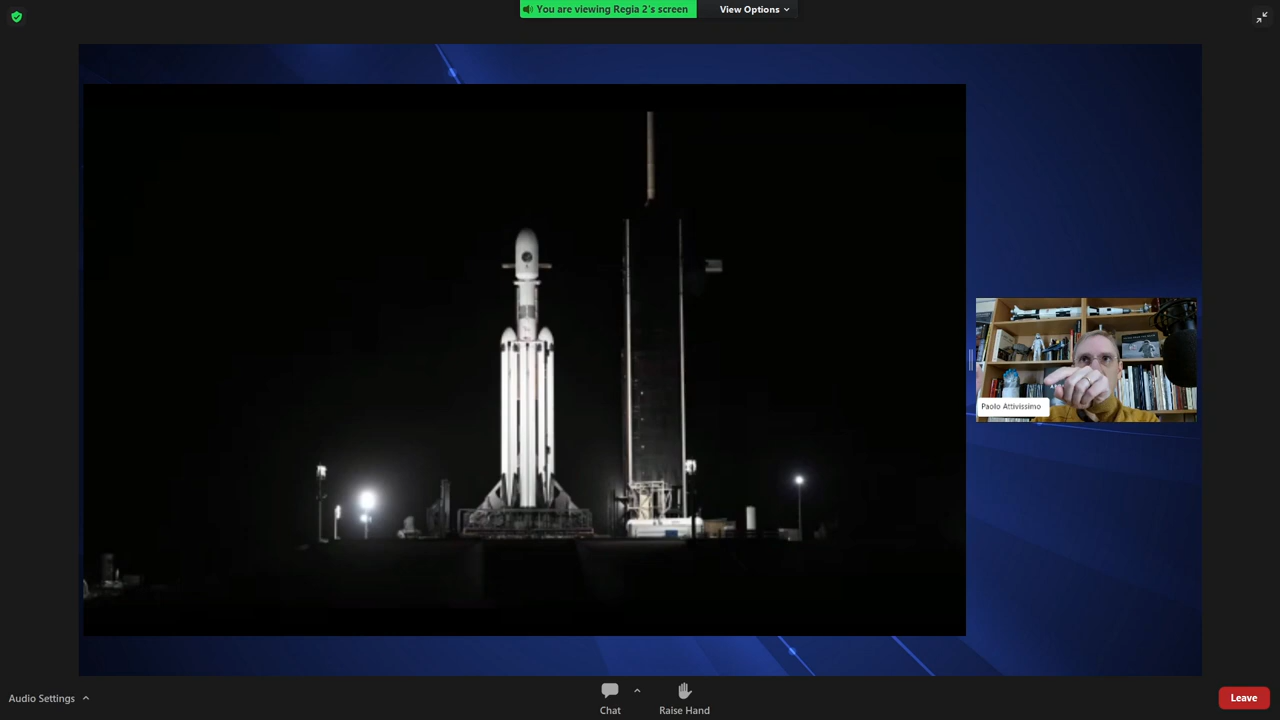 You are viewing Regia 2's screen
View Options
Paolo Attivissimo
Audio Settings
Chat
Raise Hand
Leave